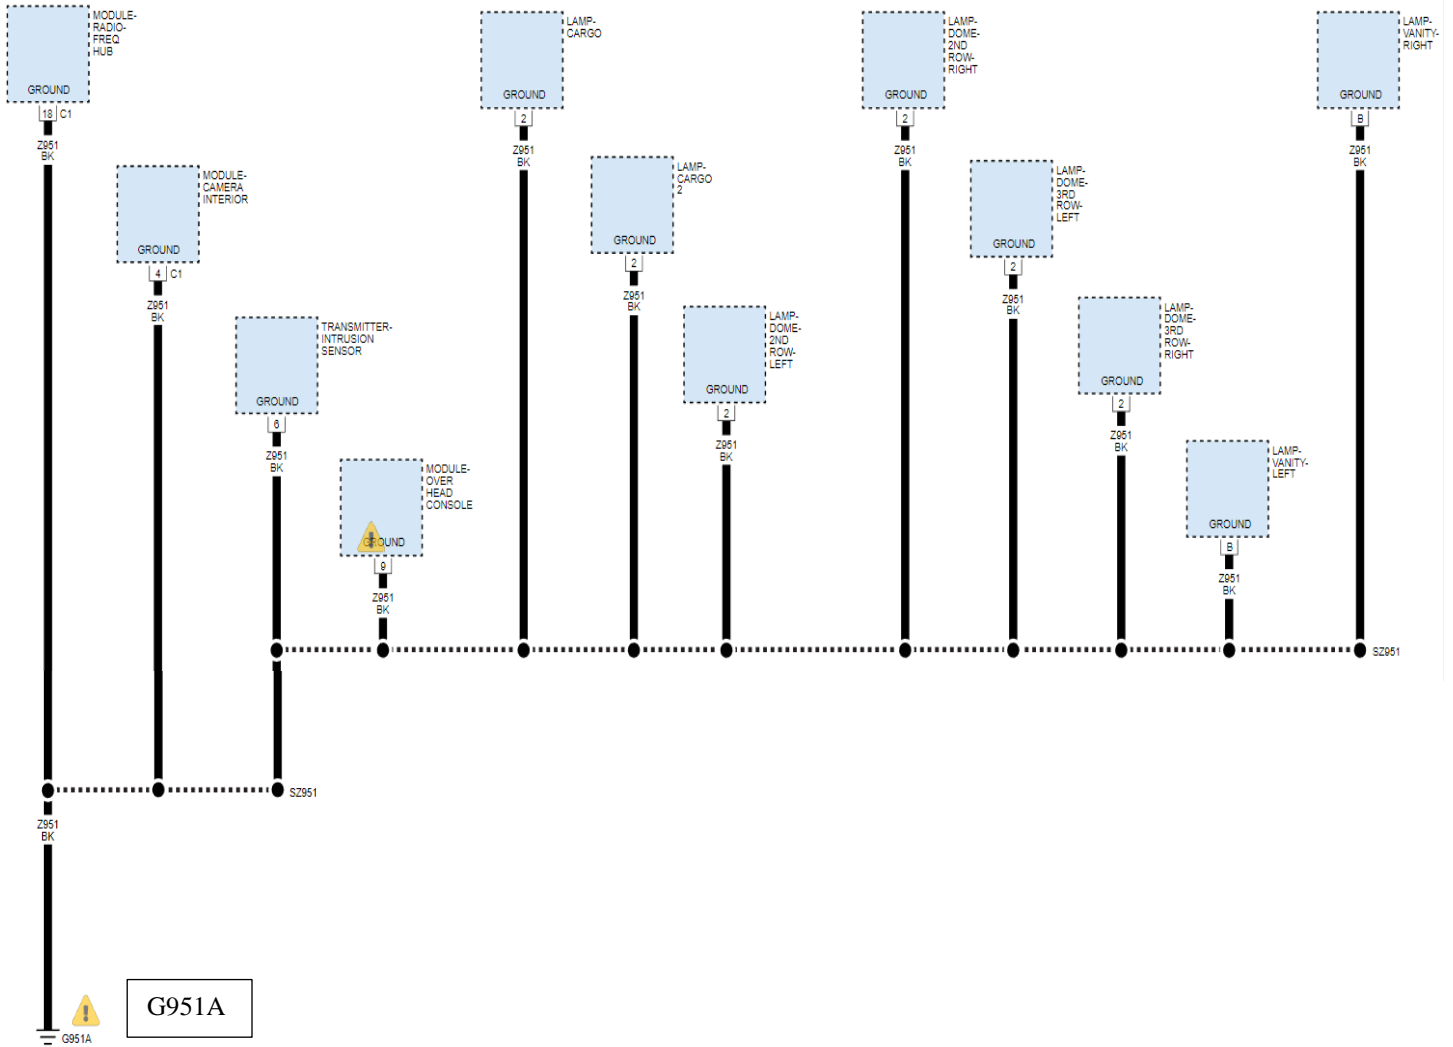 MODULE-
RADIO-
FREQ
HUB
GROUND
18 C1
Z951
BK
MODULE-
CAMERA
INTERIOR
GROUND
4 C1
Z951
BK
TRANSMITTER-
INTRUSION
SENSOR
GROUND
6
Z951
BK
MODULE-
OVER
HEAD
CONSOLE
GROUND
9
Z951
BK
LAMP-
CARGO
GROUND
2
Z951
BK
LAMP-
CARGO
2
GROUND
2
Z951
BK
LAMP-
DOME-
2ND
ROW-
LEFT
GROUND
2
Z951
BK
LAMP-
DOME-
2ND
ROW-
RIGHT
GROUND
2
Z951
BK
LAMP-
DOME-
3RD
ROW-
LEFT
GROUND
2
Z951
BK
LAMP-
DOME-
3RD
ROW-
RIGHT
GROUND
2
Z951
BK
LAMP-
VANITY-
LEFT
GROUND
B
Z951
BK
LAMP-
VANITY-
RIGHT
GROUND
B
Z951
BK
SZ951
SZ951
Z951
BK
G951A
G951A